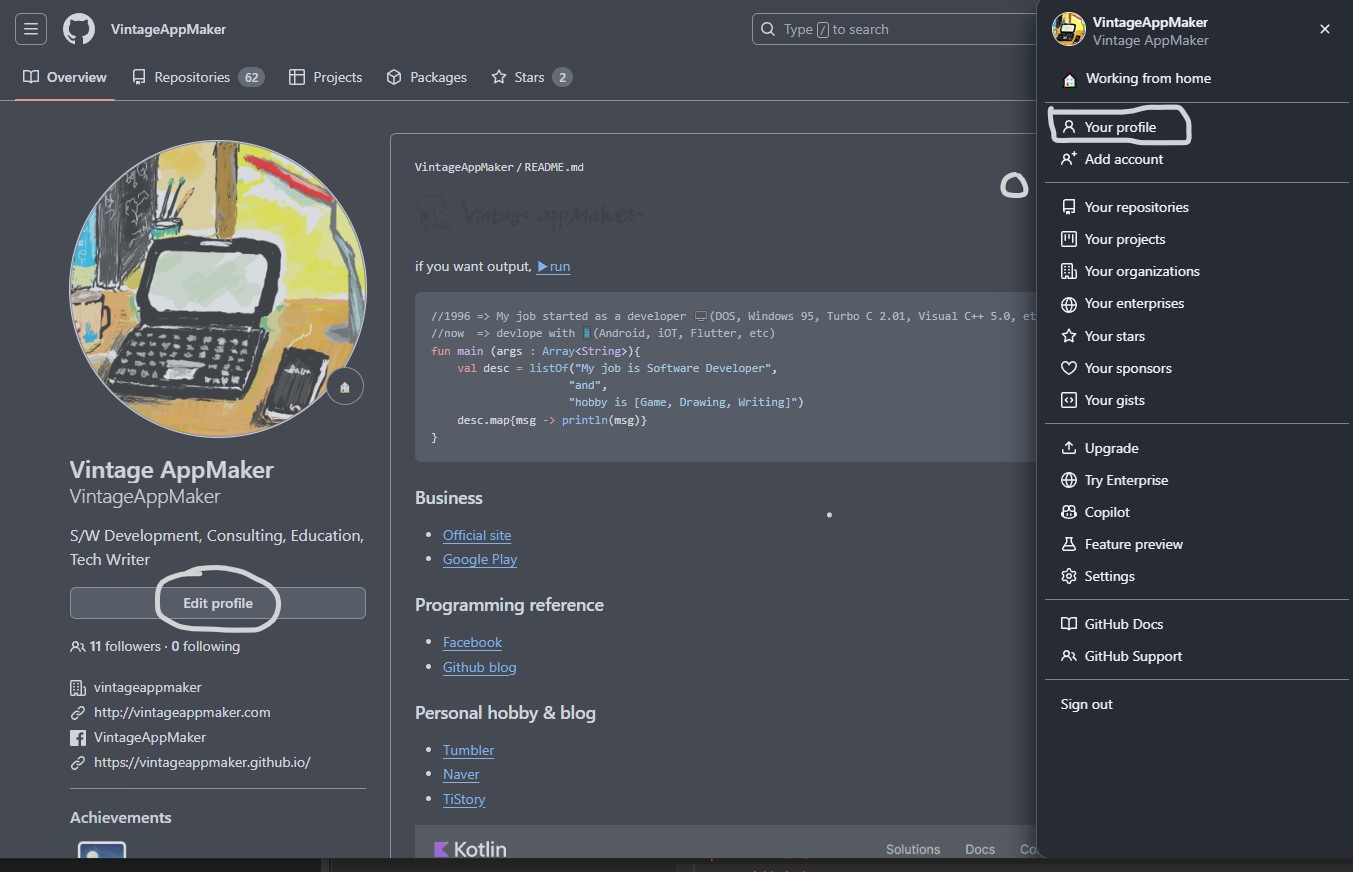 VintageAppMaker
Type / to search
Overview
Repositories 62
Projects
Packages
Stars 2
VintageAppMaker / README.md
Vintage appMaker
if you want output, run
//1996 => My job started as a developer (DOS, Windows 95, Turbo C 2.01, Visual C++ 5.0, et
//now => devlope with (Android, iOT, Flutter, etc)
fun main (args : Array<String>){
val desc = listOf("My job is Software Developer",
"and",
"hobby is [Game, Drawing, Writing]")
desc.map{msg -> println(msg)}
}
Vintage AppMaker
VintageAppMaker
S/W Development, Consulting, Education,
Tech Writer
Edit profile
11 followers · 0 following
vintageappmaker
http://vintageappmaker.com
VintageAppMaker
https://vintageappmaker.github.io/
Achievements
Business
Official site
Google Play
Programming reference
Facebook
Github blog
Personal hobby & blog
Tumbler
Naver
TiStory
Kotlin
Solutions
Docs
Co
VintageAppMaker
Vintage AppMaker
Working from home
Your profile
Add account
Your repositories
Your projects
Your organizations
Your enterprises
Your stars
Your sponsors
Your gists
Upgrade
Try Enterprise
Copilot
Feature preview
Settings
GitHub Docs
GitHub Support
Sign out